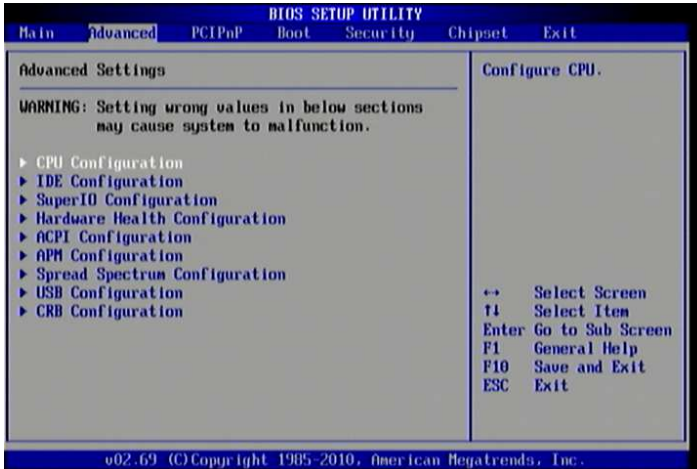 BIOS SETUP UTILITY
Main Advanced PCIPnP Boot Security Chipset Exit
Advanced Settings
WARNING: Setting wrong values in below sections
may cause system to malfunction.
▶ CPU Configuration
▶ IDE Configuration
▶ SuperIO Configuration
▶ Hardware Health Configuration
▶ ACPI Configuration
▶ APM Configuration
▶ Spread Spectrum Configuration
▶ USB Configuration
▶ CRB Configuration
Configure CPU.
↔ Select Screen
↑↓ Select Item
Enter Go to Sub Screen
F1 General Help
F10 Save and Exit
ESC Exit
v02.69 (C)Copyright 1985-2010, American Megatrends, Inc.